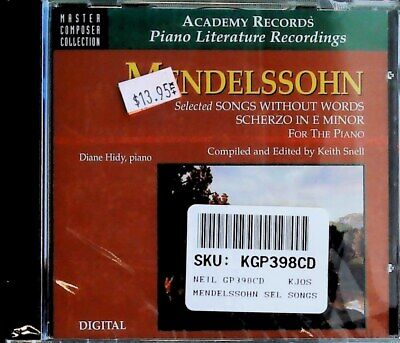 MASTER
COMPOSER
COLLECTION
ACADEMY RECORDS
Piano Literature Recordings
MENDELSSOHN
$13.95
Selected SONGS WITHOUT WORDS
SCHERZO IN E MINOR
FOR THE PIANO
Compiled and Edited by Keith Snell
Diane Hidy, piano
SKU: KGP398CD
NEIL GP398CD KJOS
MENDELSSOHN SEL SONGS
DIGITAL